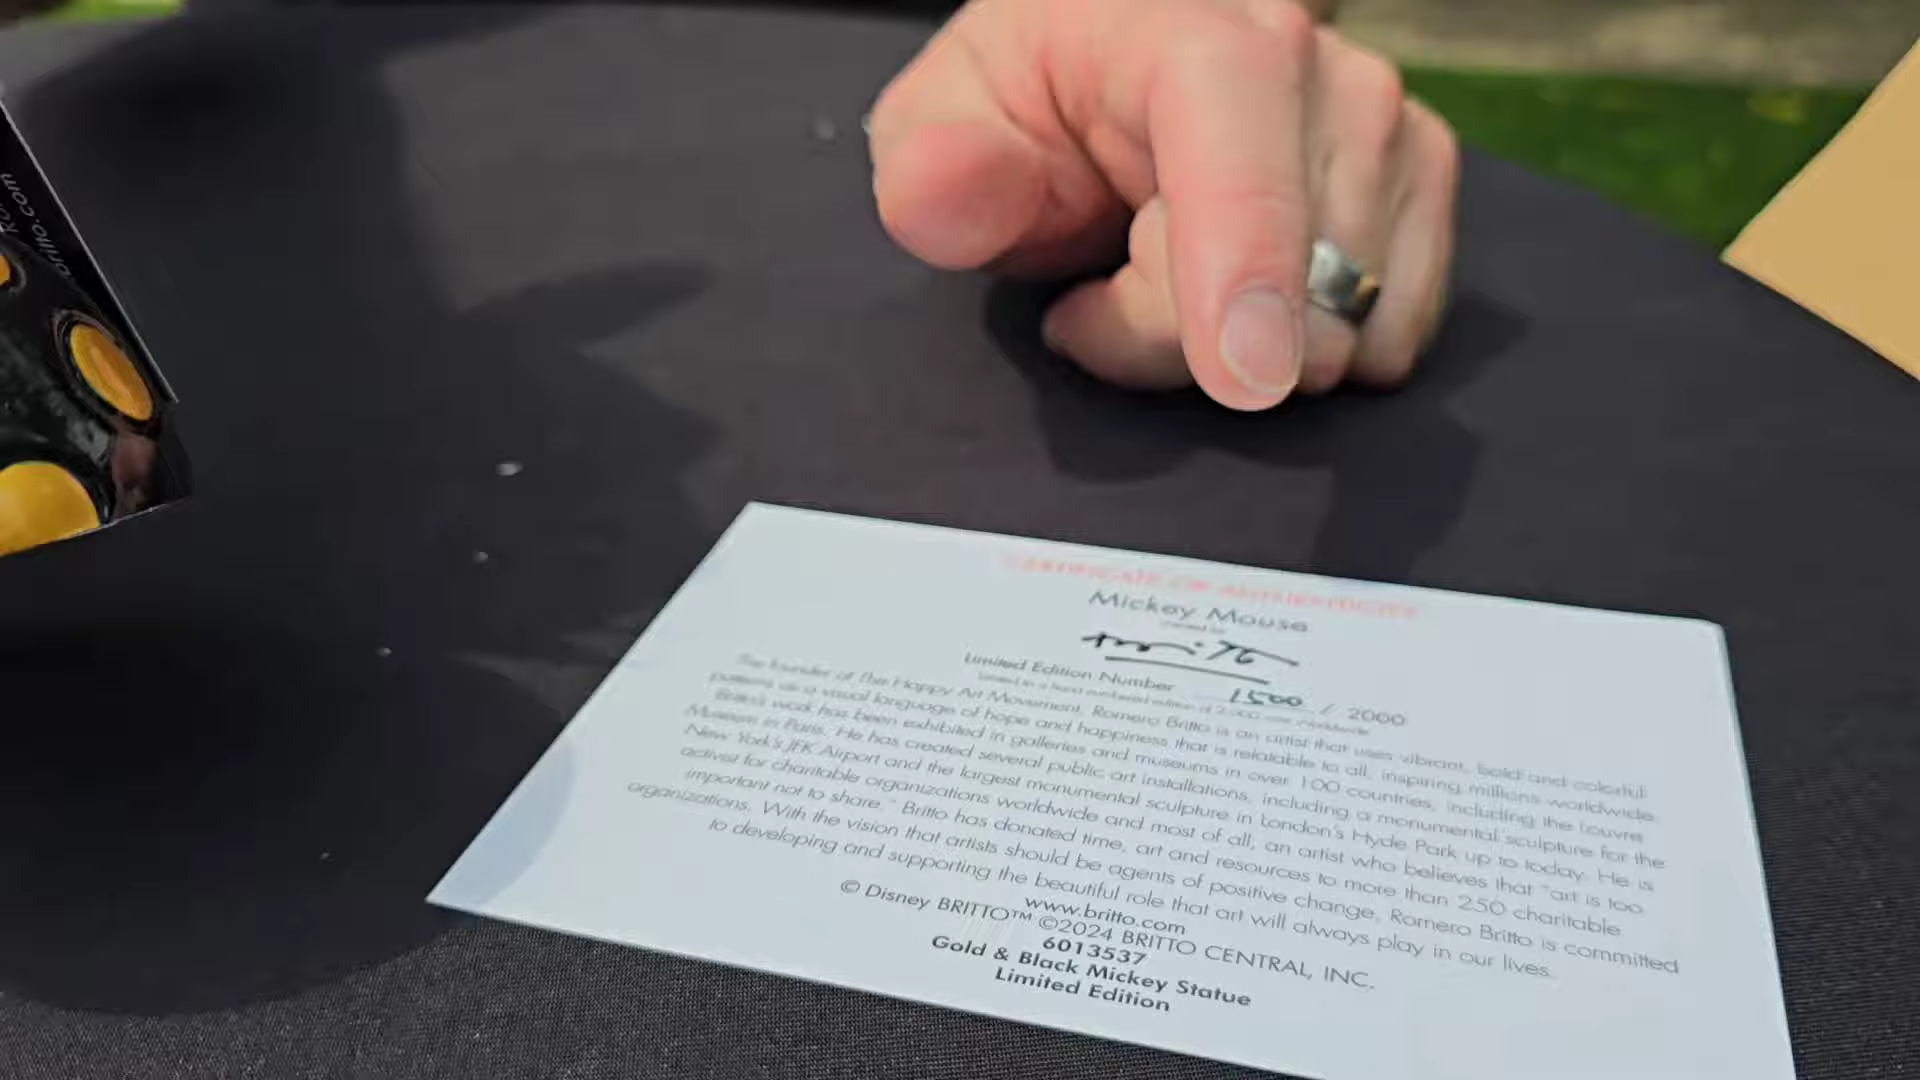 britto.com
CERTIFICATE OF AUTHENTICITY
Mickey Mouse
Limited Edition Number 1500 / 2000
The founder of The Happy Art Movement, Romero Britto is an artist that uses vibrant, bold and colorful
patterns as a visual language of hope and happiness that is relatable to all, inspiring millions worldwide.
Britto's work has been exhibited in galleries and museums in over 100 countries, including the Louvre
Museum in Paris. He has created several public art installations, including a monumental sculpture for the
New York's JFK Airport and the largest monumental sculpture in London's Hyde Park up to today. He is
activist for charitable organizations worldwide and most of all, an artist who believes that "art is too
important not to share." Britto has donated time, art and resources to more than 250 charitable
organizations. With the vision that artists should be agents of positive change, Romero Britto is committed
to developing and supporting the beautiful role that art will always play in our lives.
www.britto.com
© Disney BRITTO™ ©2024 BRITTO CENTRAL, INC.
6013537
Gold & Black Mickey Statue
Limited Edition